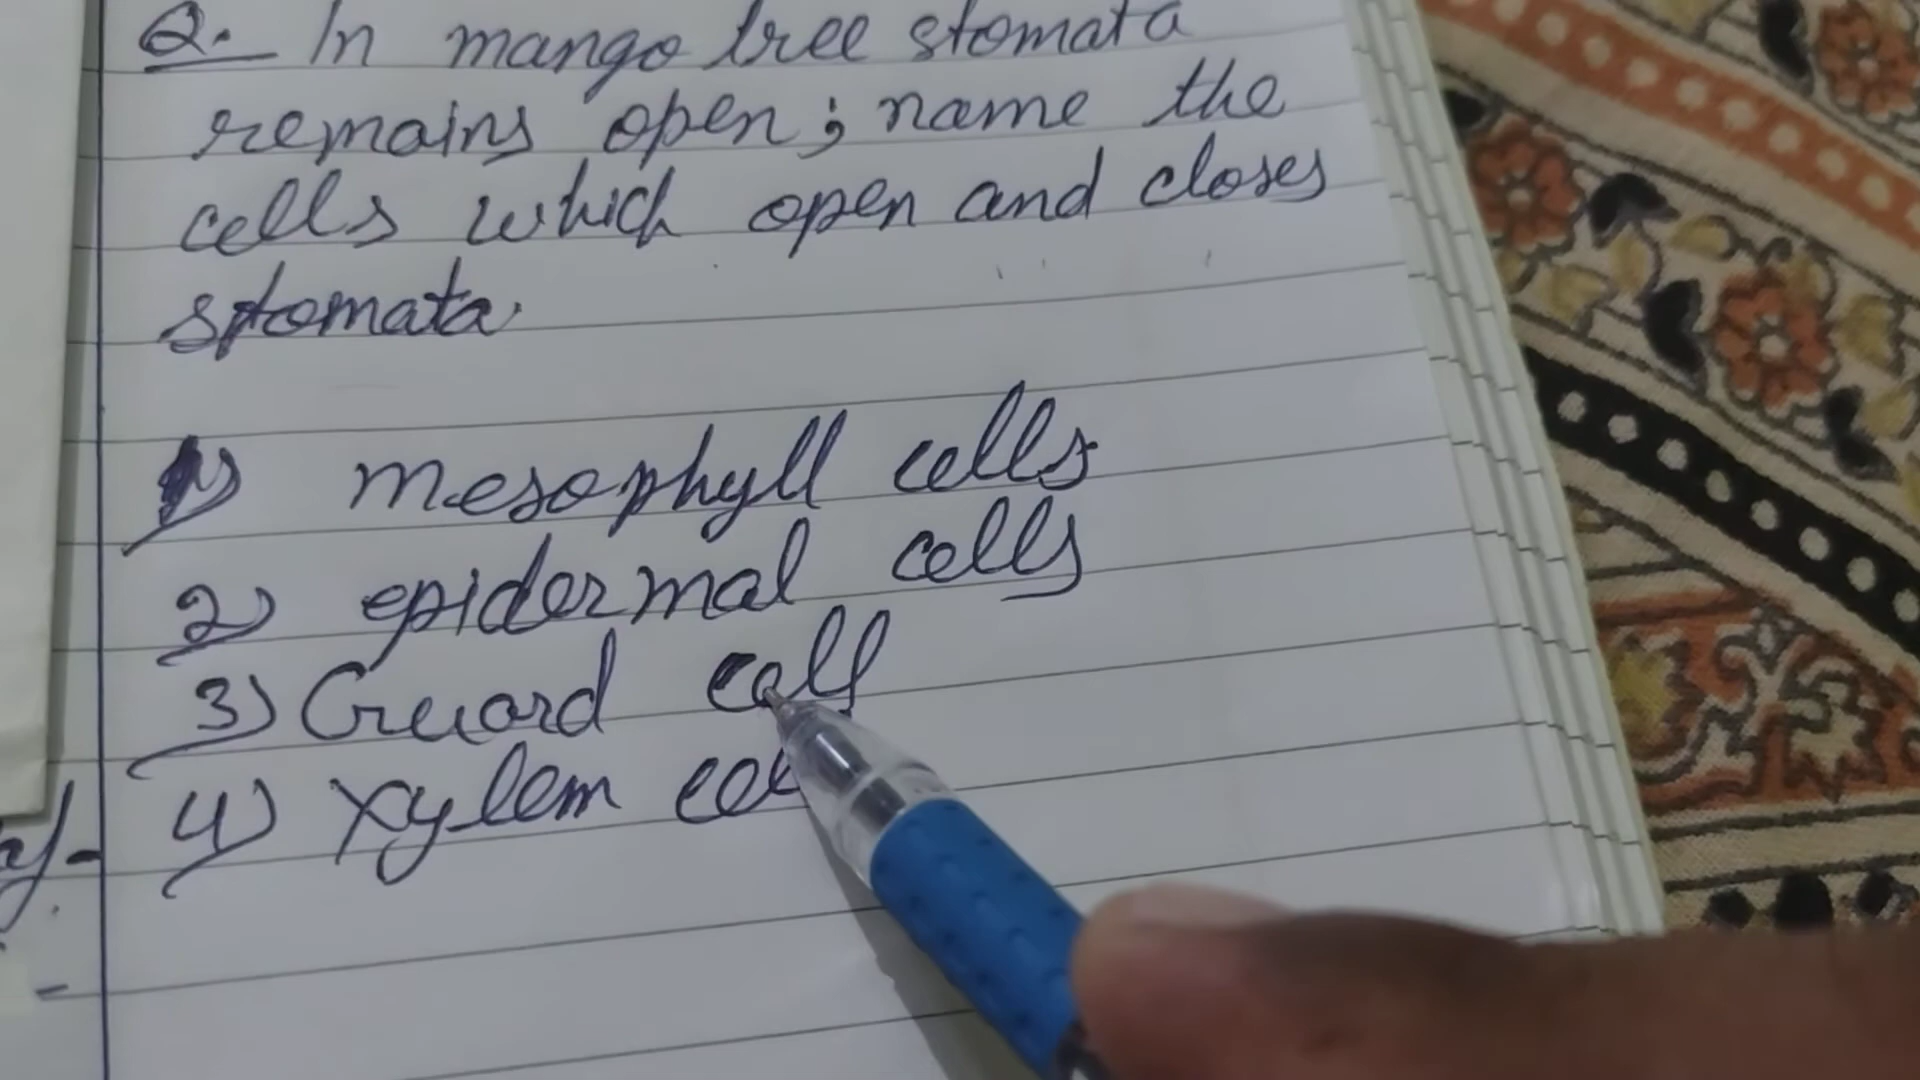 Q. In mango tree stomata
remains open; name the
cells which open and closes
stomata.
1) mesophyll cells
2) epidermal cells
3) Guard cell
4) Xylem